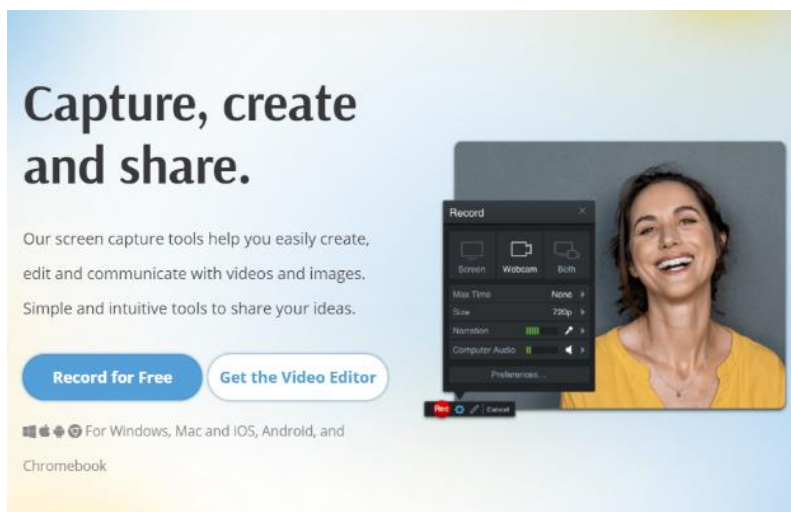 Capture, create
and share.
Our screen capture tools help you easily create,
edit and communicate with videos and images.
Simple and intuitive tools to share your ideas.
Record for Free
Get the Video Editor
For Windows, Mac and iOS, Android, and
Chromebook
Record
Screen
Webcam
Both
Max Time None
Size 720p
Narration
Computer Audio
Preferences...
Rec Cancel